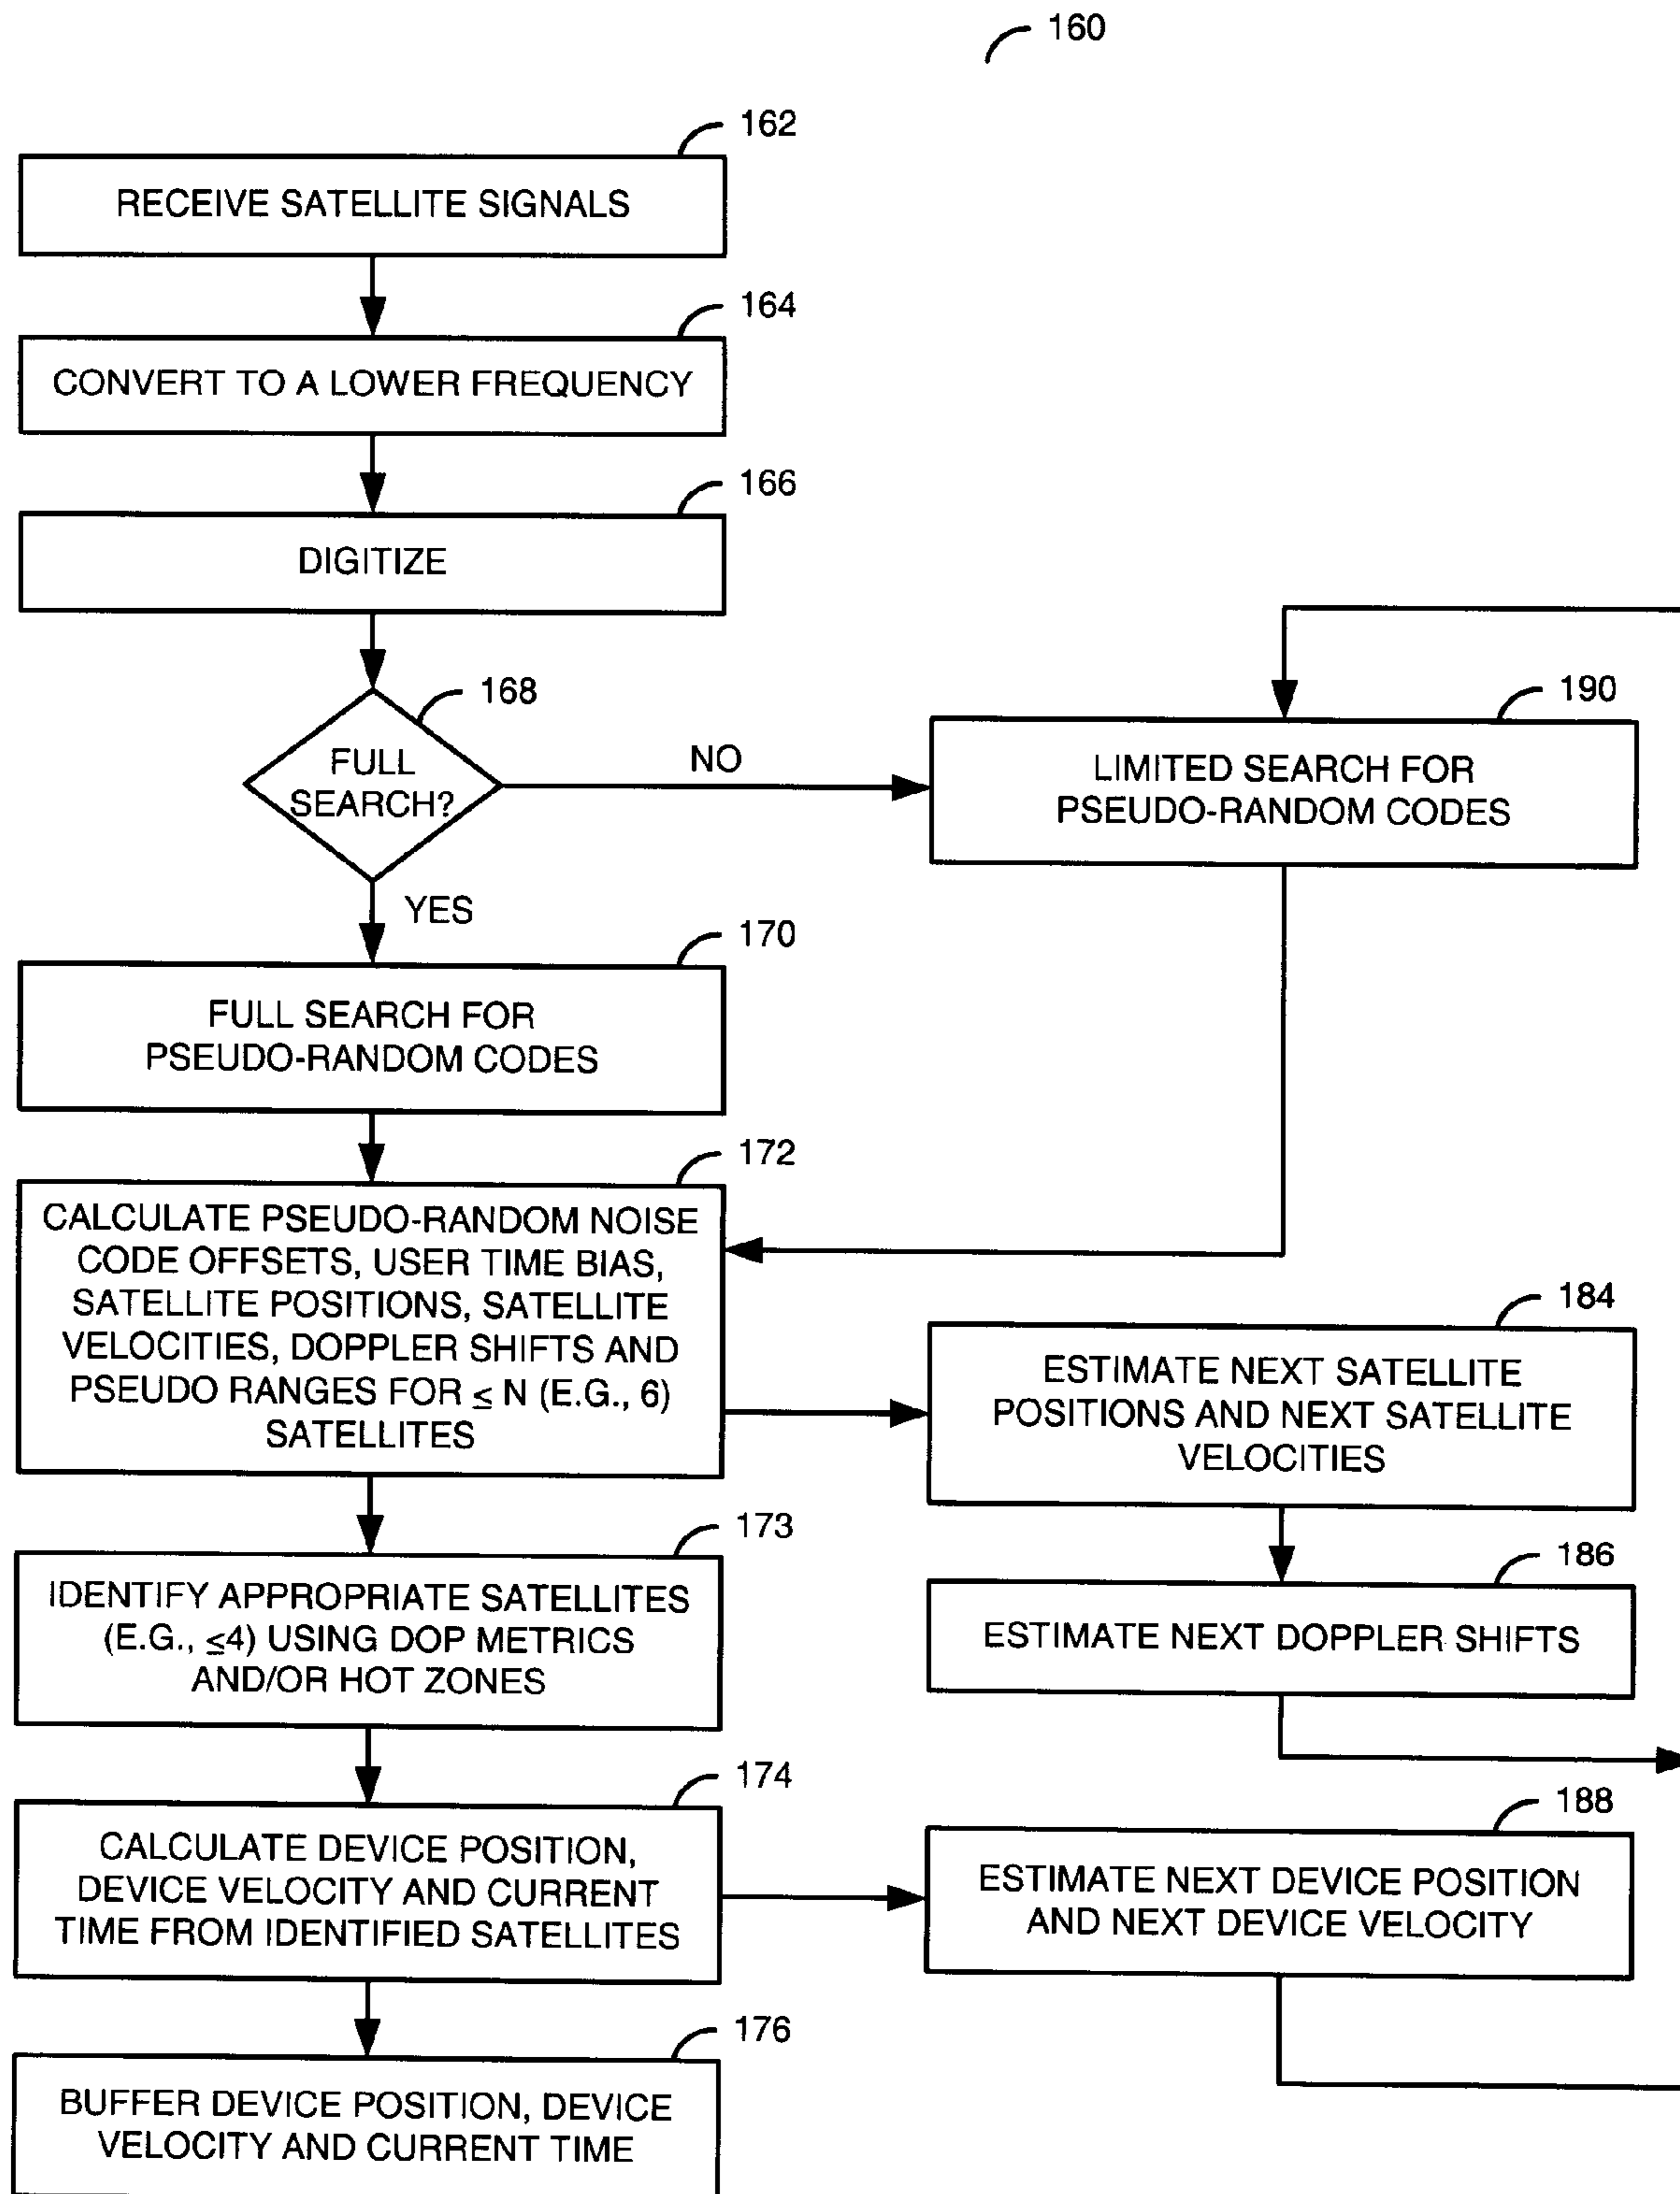 160
162
RECEIVE SATELLITE SIGNALS
164
CONVERT TO A LOWER FREQUENCY
166
DIGITIZE
168
FULL
SEARCH?
NO
190
LIMITED SEARCH FOR
PSEUDO-RANDOM CODES
YES
170
FULL SEARCH FOR
PSEUDO-RANDOM CODES
172
CALCULATE PSEUDO-RANDOM NOISE
CODE OFFSETS, USER TIME BIAS,
SATELLITE POSITIONS, SATELLITE
VELOCITIES, DOPPLER SHIFTS AND
PSEUDO RANGES FOR ≤ N (E.G., 6)
SATELLITES
184
ESTIMATE NEXT SATELLITE
POSITIONS AND NEXT SATELLITE
VELOCITIES
173
IDENTIFY APPROPRIATE SATELLITES
(E.G., ≤4) USING DOP METRICS
AND/OR HOT ZONES
186
ESTIMATE NEXT DOPPLER SHIFTS
174
CALCULATE DEVICE POSITION,
DEVICE VELOCITY AND CURRENT
TIME FROM IDENTIFIED SATELLITES
188
ESTIMATE NEXT DEVICE POSITION
AND NEXT DEVICE VELOCITY
176
BUFFER DEVICE POSITION, DEVICE
VELOCITY AND CURRENT TIME